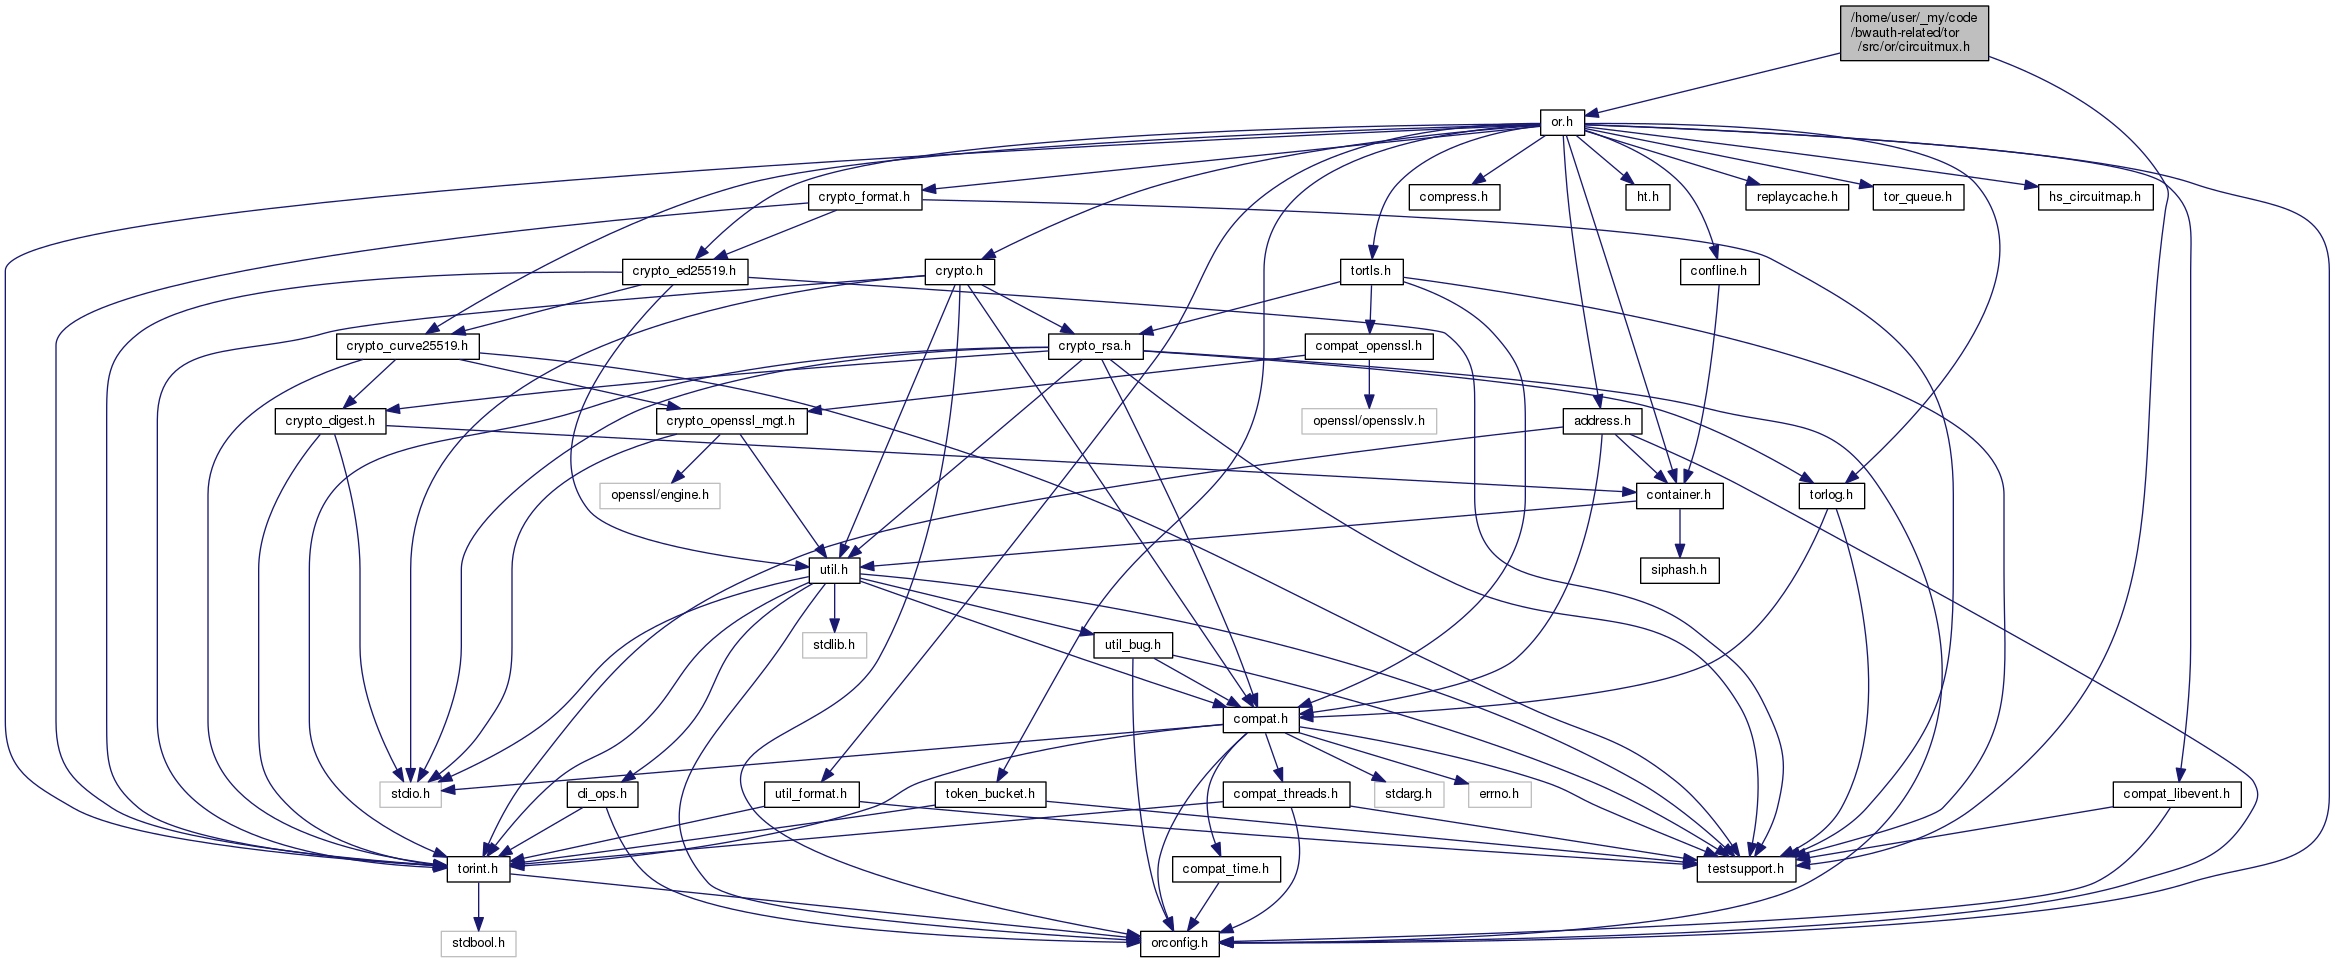 /home/user/_my/code
/bwauth-related/tor
/src/or/circuitmux.h
or.h
crypto_format.h
compress.h
ht.h
replaycache.h
tor_queue.h
hs_circuitmap.h
crypto_ed25519.h
crypto.h
tortls.h
confline.h
crypto_curve25519.h
crypto_rsa.h
compat_openssl.h
crypto_digest.h
crypto_openssl_mgt.h
openssl/opensslv.h
address.h
openssl/engine.h
container.h
torlog.h
util.h
siphash.h
stdlib.h
util_bug.h
compat.h
stdio.h
di_ops.h
util_format.h
token_bucket.h
compat_threads.h
stdarg.h
errno.h
compat_libevent.h
torint.h
compat_time.h
testsupport.h
stdbool.h
orconfig.h